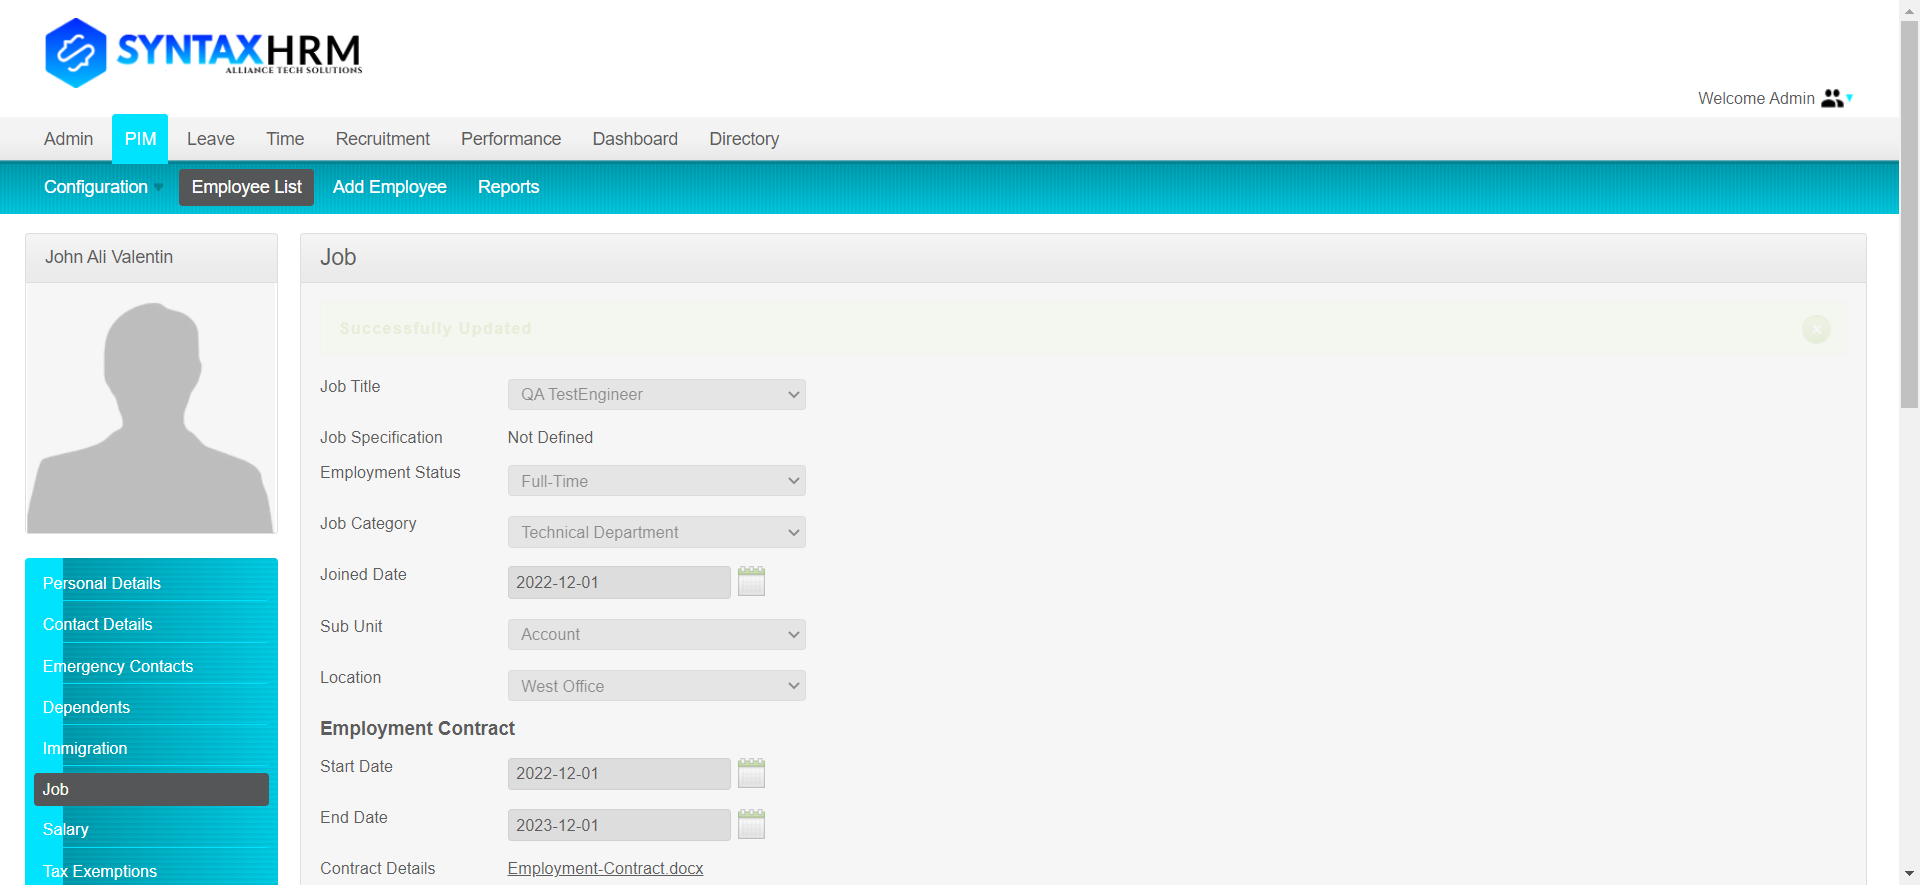 SYNTAXHRM
ALLIANCE TECH SOLUTIONS
Welcome Admin
Admin PIM Leave Time Recruitment Performance Dashboard Directory
Configuration Employee List Add Employee Reports
John Ali Valentin
Personal Details
Contact Details
Emergency Contacts
Dependents
Immigration
Job
Salary
Tax Exemptions
Job
Successfully Updated
Job Title QA TestEngineer
Job Specification Not Defined
Employment Status Full-Time
Job Category Technical Department
Joined Date 2022-12-01
Sub Unit Account
Location West Office
Employment Contract
Start Date 2022-12-01
End Date 2023-12-01
Contract Details Employment-Contract.docx